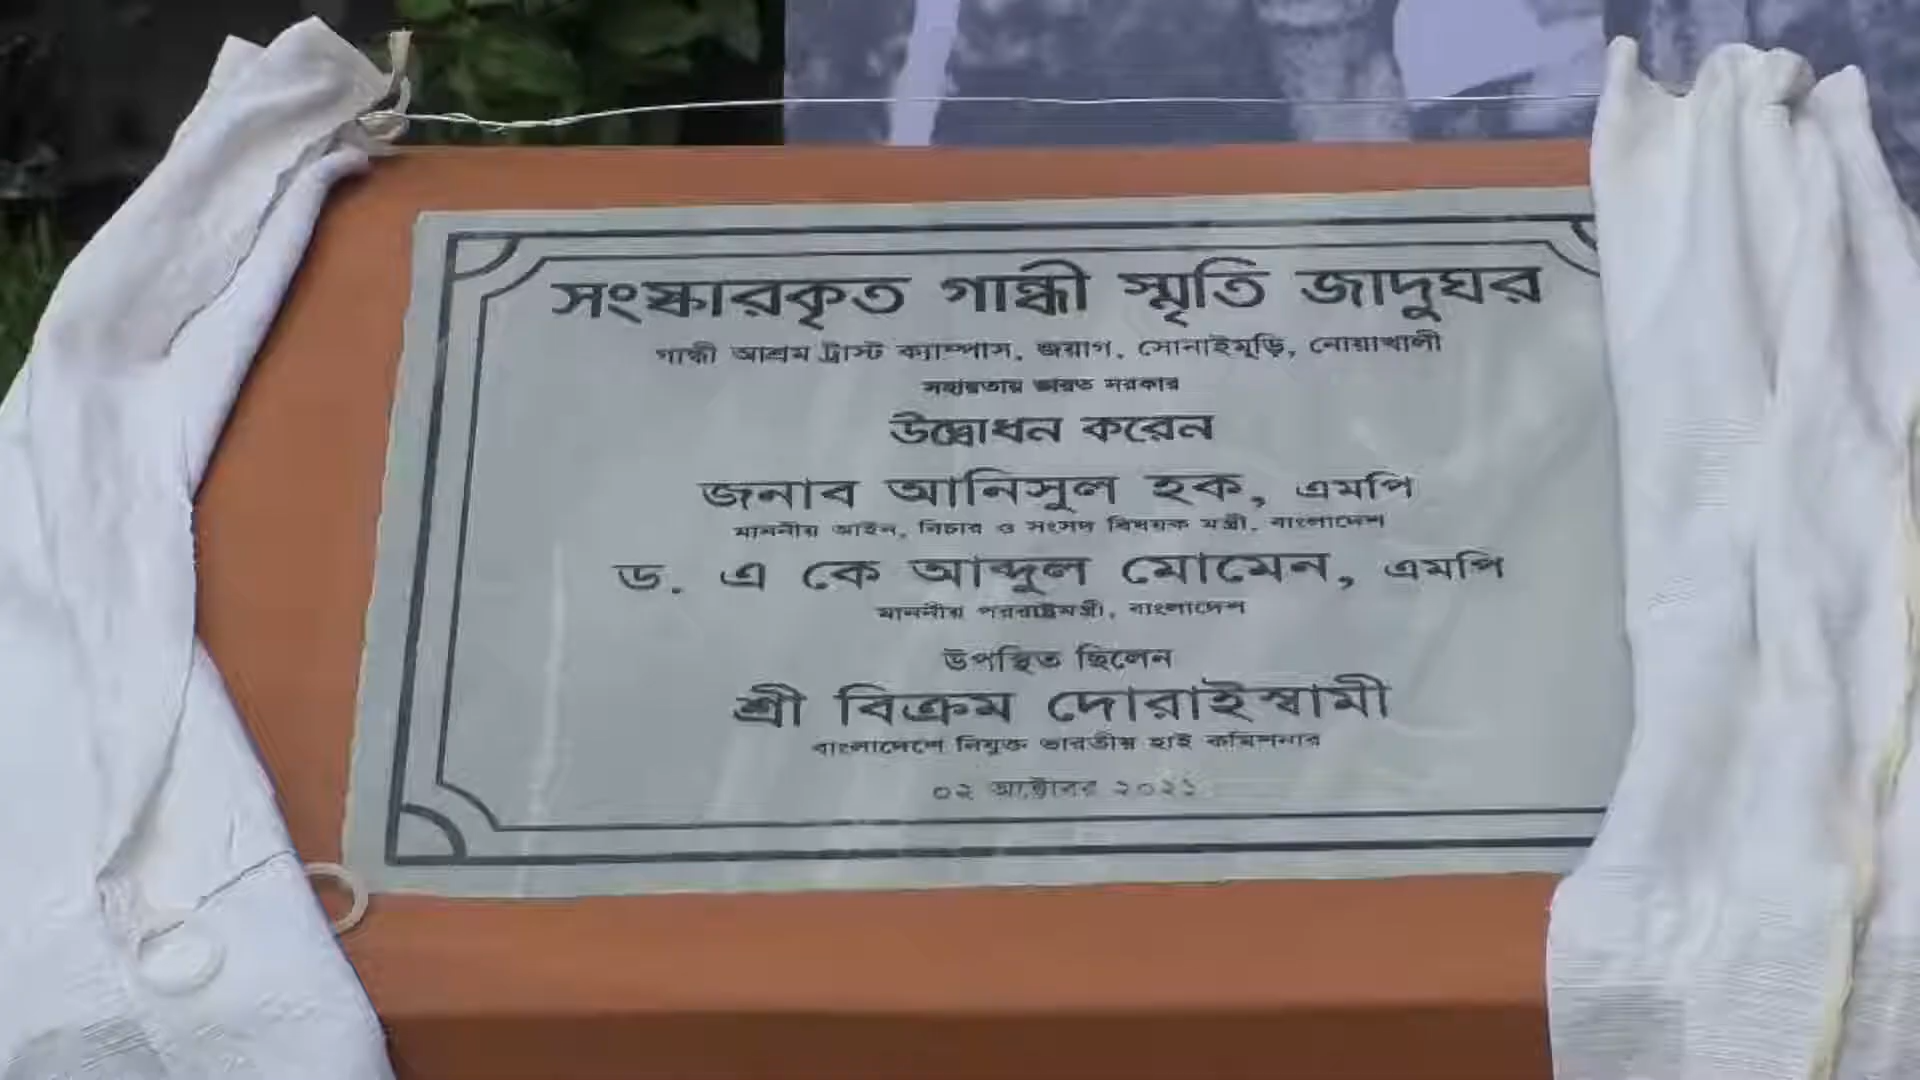 সংস্কারকৃত গান্ধী স্মৃতি জাদুঘর
গান্ধী আশ্রম ট্রাস্ট ক্যাম্পাস, জয়াগ, সোনাইমুড়ি, নোয়াখালী
সহায়তায় ভারত সরকার
উদ্বোধন করেন
জনাব আনিসুল হক, এমপি
মাননীয় আইন, বিচার ও সংসদ বিষয়ক মন্ত্রী, বাংলাদেশ
ড. এ কে আব্দুল মোমেন, এমপি
মাননীয় পররাষ্ট্রমন্ত্রী, বাংলাদেশ
উপস্থিত ছিলেন
শ্রী বিক্রম দোরাইস্বামী
বাংলাদেশে নিযুক্ত ভারতীয় হাই কমিশনার
০২ অক্টোবর ২০২১